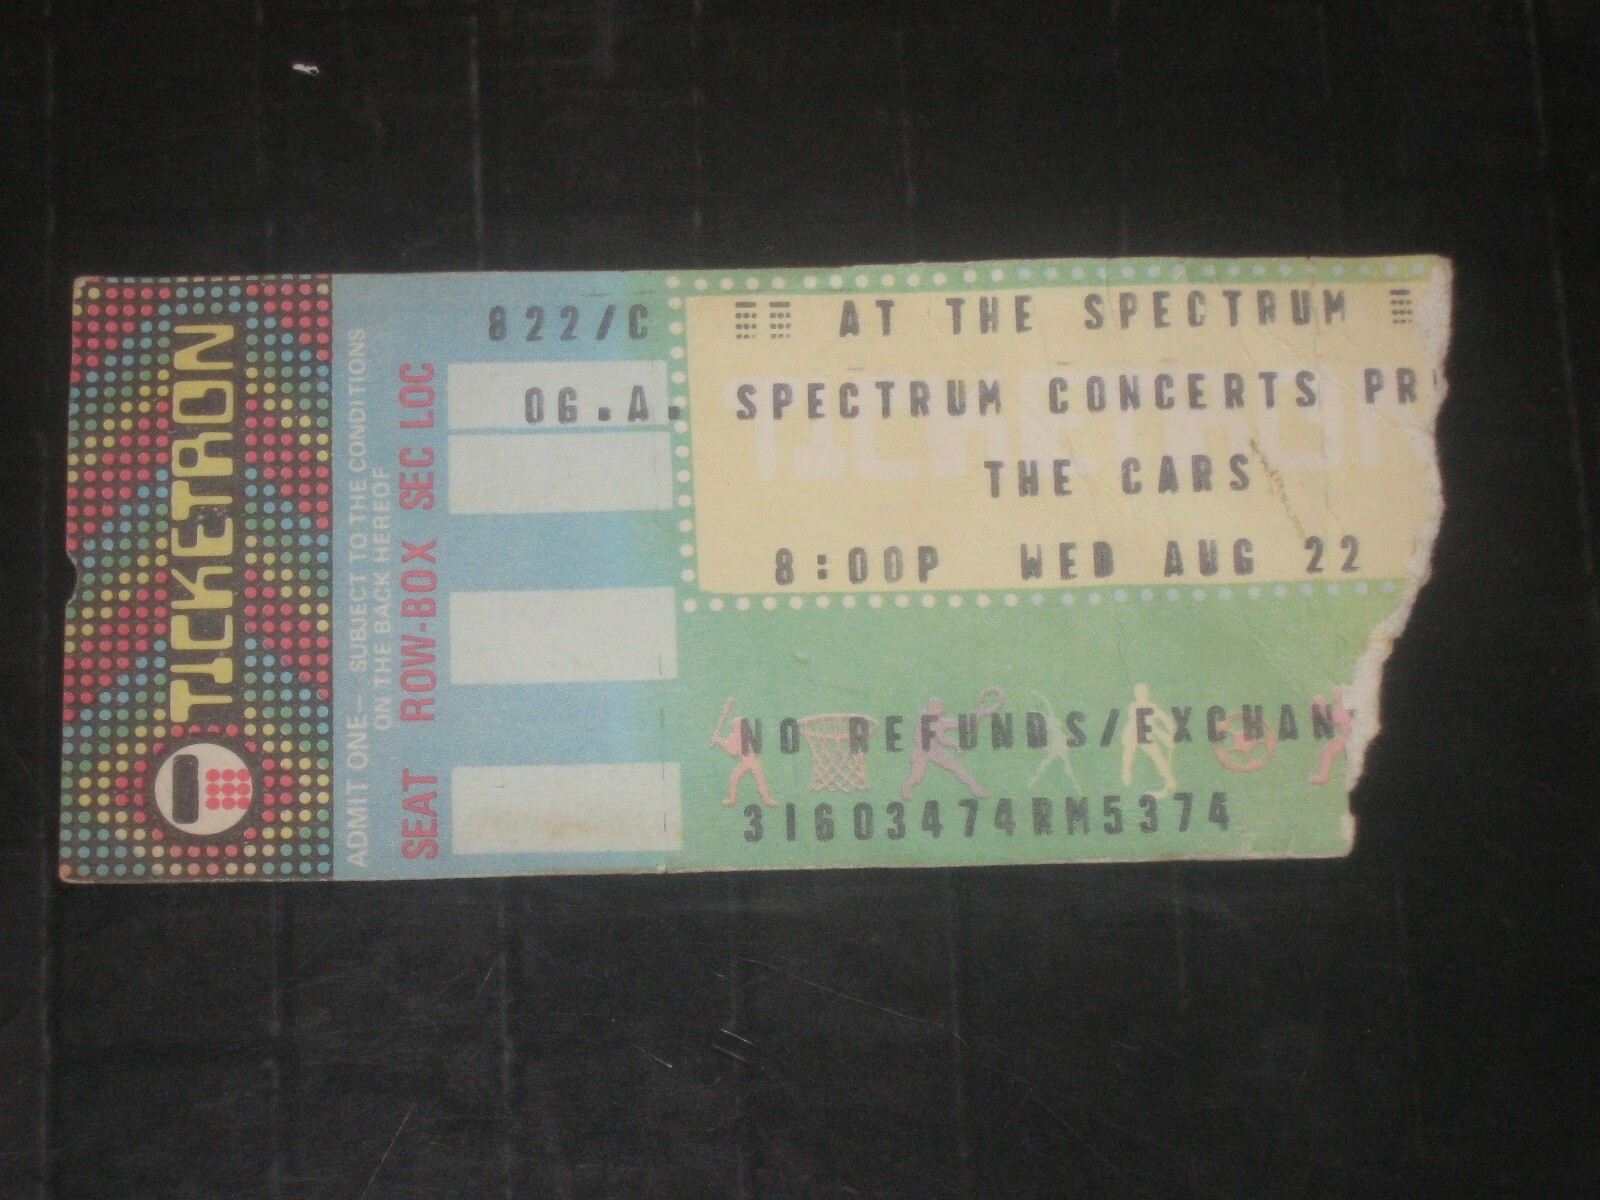 TICKETRON
ADMIT ONE— SUBJECT TO THE CONDITIONS
ON THE BACK HEREOF
SEAT ROW-BOX SEC LOC
822/C
OG.A.
AT THE SPECTRUM
SPECTRUM CONCERTS PR
THE CARS
8:00P WED AUG 22
NO REFUNDS/EXCHAN
31603474RM5374
TICKETRON